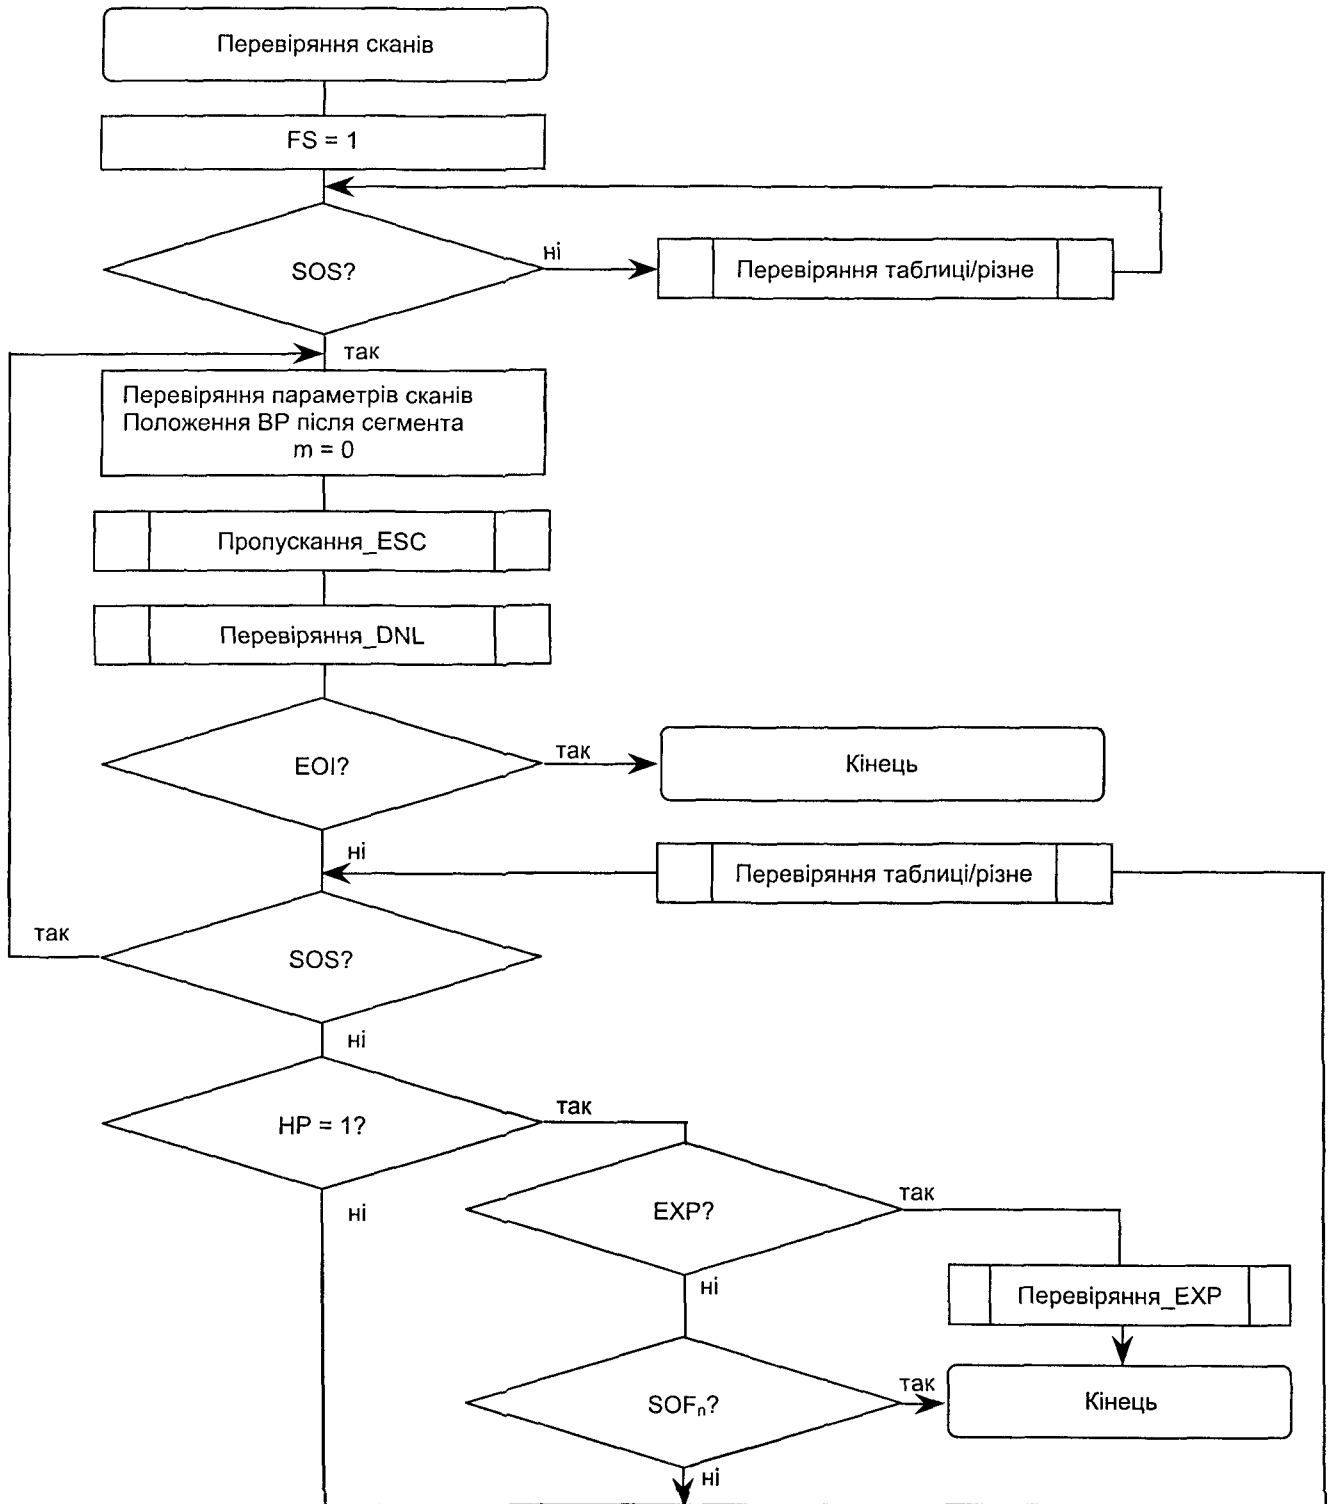 Перевіряння сканів
FS = 1
SOS?
ні
Перевіряння таблиці/різне
так
Перевіряння параметрів сканів
Положення ВР після сегмента
m = 0
Пропускання_ESC
Перевіряння_DNL
EOI?
так
Кінець
ні
Перевіряння таблиці/різне
так
SOS?
ні
HP = 1?
так
ні
EXP?
так
ні
Перевіряння_EXP
SOFₙ?
так
Кінець
ні